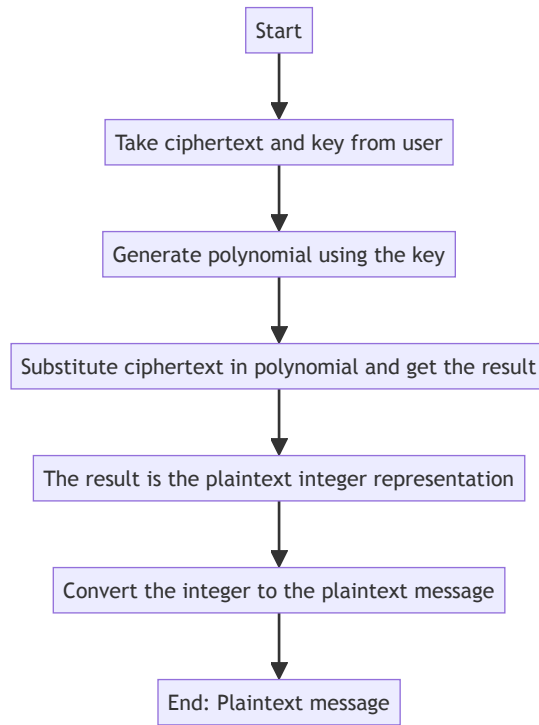 Start
Take ciphertext and key from user
Generate polynomial using the key
Substitute ciphertext in polynomial and get the result
The result is the plaintext integer representation
Convert the integer to the plaintext message
End: Plaintext message